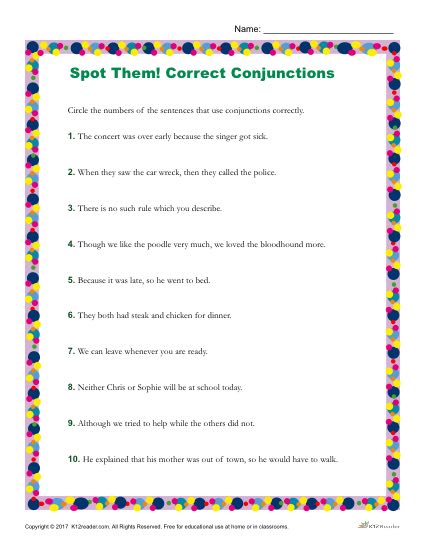 Name: ____________________________
Spot Them! Correct Conjunctions
Circle the numbers of the sentences that use conjunctions correctly.
1. The concert was over early because the singer got sick.
2. When they saw the car wreck, then they called the police.
3. There is no such rule which you describe.
4. Though we like the poodle very much, we loved the bloodhound more.
5. Because it was late, so he went to bed.
6. They both had steak and chicken for dinner.
7. We can leave whenever you are ready.
8. Neither Chris or Sophie will be at school today.
9. Although we tried to help while the others did not.
10. He explained that his mother was out of town, so he would have to walk.
Copyright © 2017 K12reader.com. All Rights Reserved. Free for educational use at home or in classrooms.
K12Reader